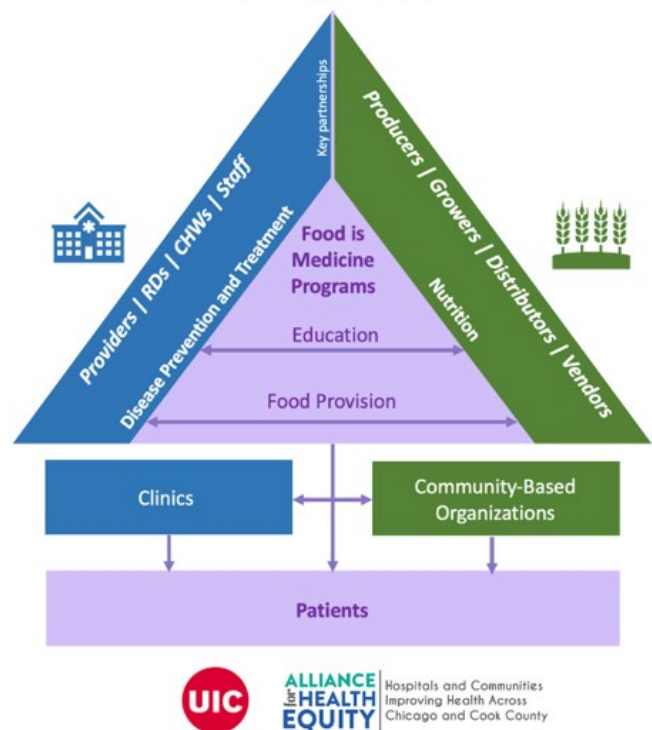 Key partnerships
Providers | RDs | CHWs | Staff
Disease Prevention and Treatment
Producers | Growers | Distributors | Vendors
Nutrition
Food is
Medicine
Programs
Education
Food Provision
Clinics
Community-Based
Organizations
Patients
UIC
ALLIANCE
for HEALTH
EQUITY
Hospitals and Communities
Improving Health Across
Chicago and Cook County